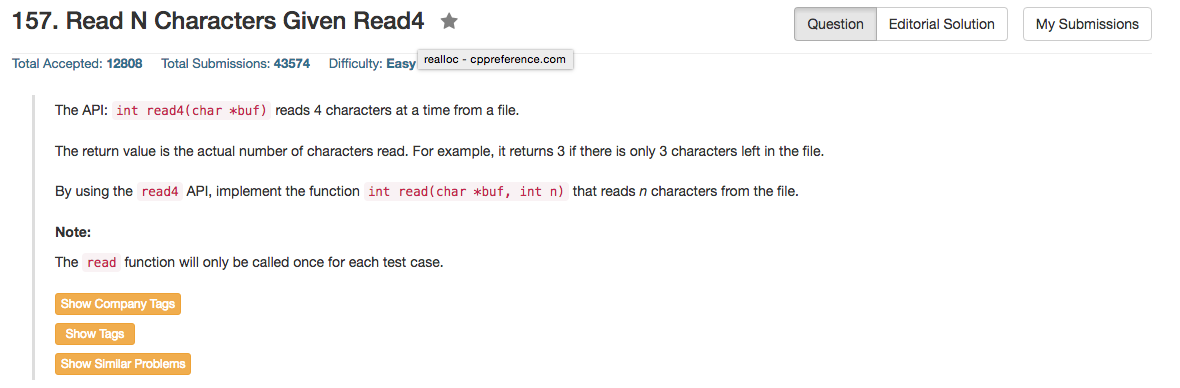 157. Read N Characters Given Read4
Question
Editorial Solution
My Submissions
realloc - cppreference.com
Total Accepted: 12808 Total Submissions: 43574 Difficulty: Easy
The API: int read4(char *buf) reads 4 characters at a time from a file.
The return value is the actual number of characters read. For example, it returns 3 if there is only 3 characters left in the file.
By using the read4 API, implement the function int read(char *buf, int n) that reads n characters from the file.
Note:
The read function will only be called once for each test case.
Show Company Tags
Show Tags
Show Similar Problems